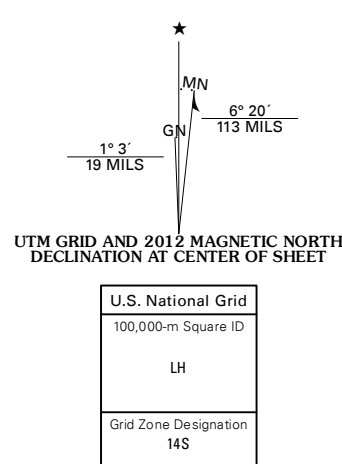 ★
MN
GN
6° 20´
113 MILS
1° 3´
19 MILS
UTM GRID AND 2012 MAGNETIC NORTH
DECLINATION AT CENTER OF SHEET
U.S. National Grid
100,000-m Square ID
LH
Grid Zone Designation
14S